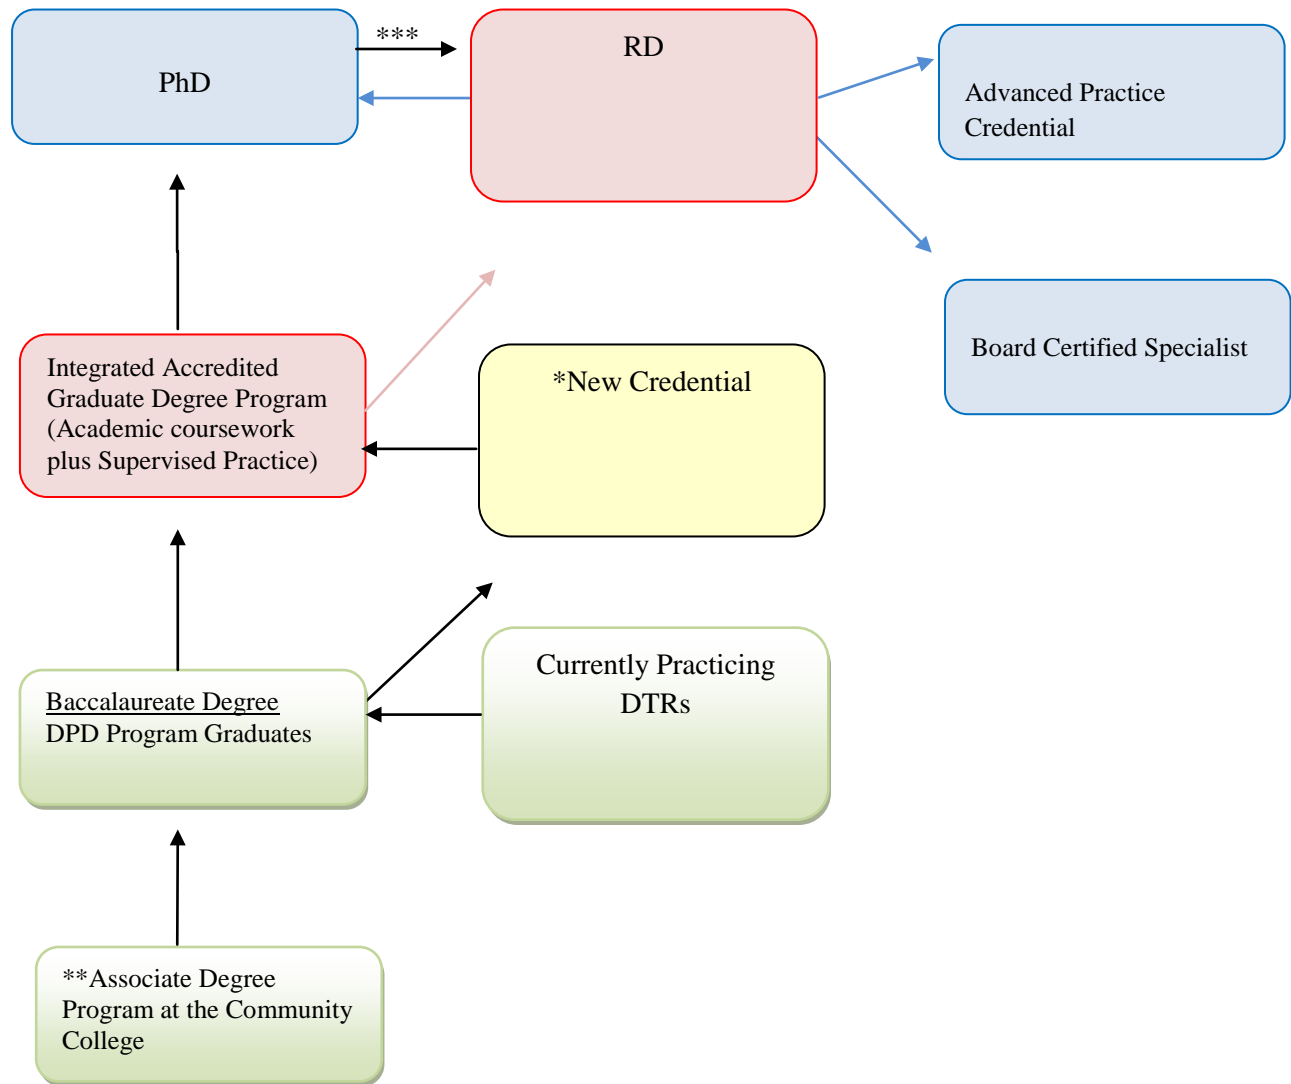 ***
PhD
RD
Advanced Practice
Credential
Board Certified Specialist
Integrated Accredited
Graduate Degree Program
(Academic coursework
plus Supervised Practice)
*New Credential
Baccalaureate Degree
DPD Program Graduates
Currently Practicing
DTRs
**Associate Degree
Program at the Community
College